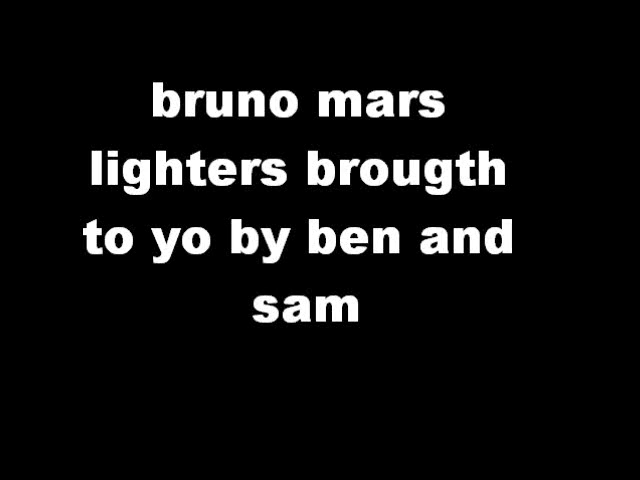 bruno mars
lighters brougth
to yo by ben and
sam